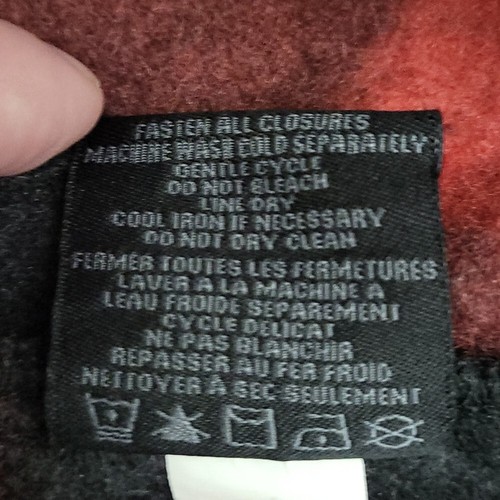 FASTEN ALL CLOSURES
MACHINE WASH COLD SEPARATELY
GENTLE CYCLE
DO NOT BLEACH
LINE DRY
COOL IRON IF NECESSARY
DO NOT DRY CLEAN
FERMER TOUTES LES FERMETURES
LAVER A LA MACHINE A
LEAU FROIDE SEPAREMENT
CYCLE DELICAT
NE PAS BLANCHIR
REPASSER AU FER FROID
NETTOYER À SEC SEULEMENT